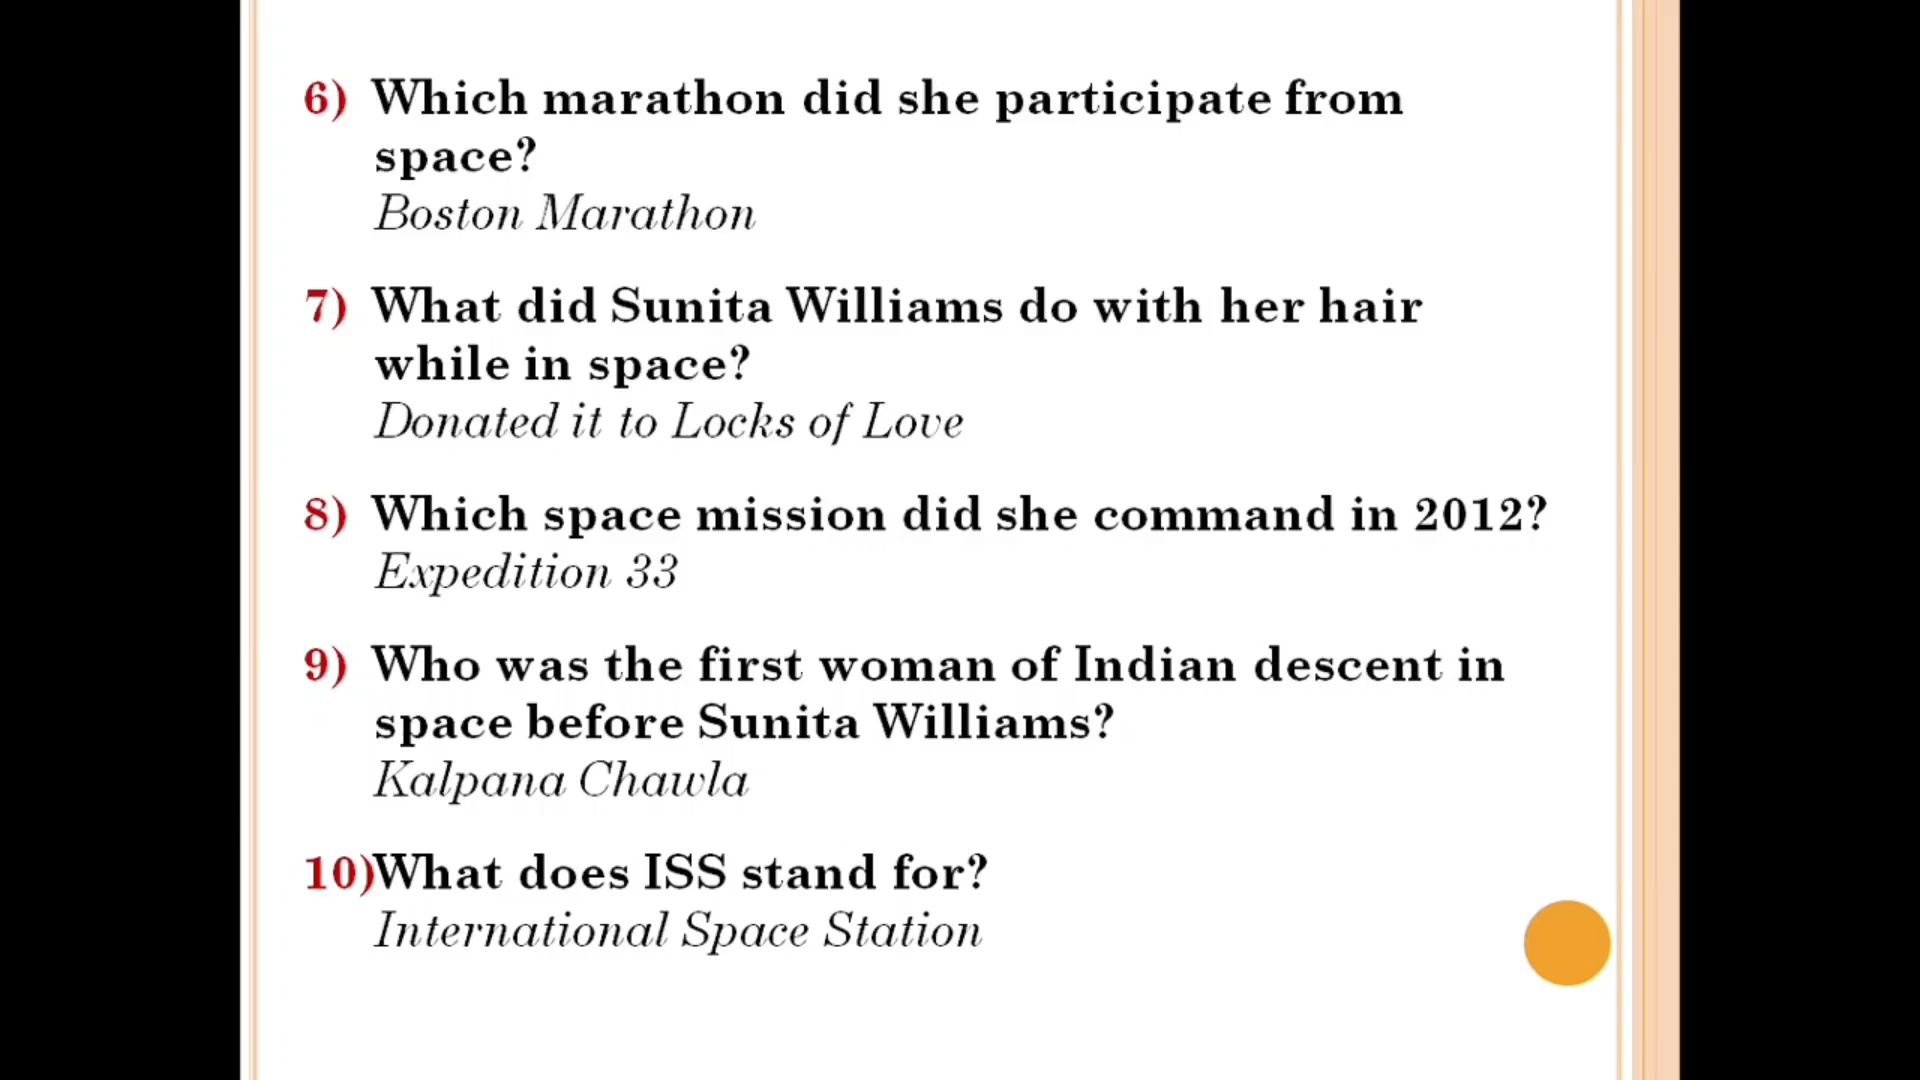 6) Which marathon did she participate from
space?
Boston Marathon
7) What did Sunita Williams do with her hair
while in space?
Donated it to Locks of Love
8) Which space mission did she command in 2012?
Expedition 33
9) Who was the first woman of Indian descent in
space before Sunita Williams?
Kalpana Chawla
10)What does ISS stand for?
International Space Station